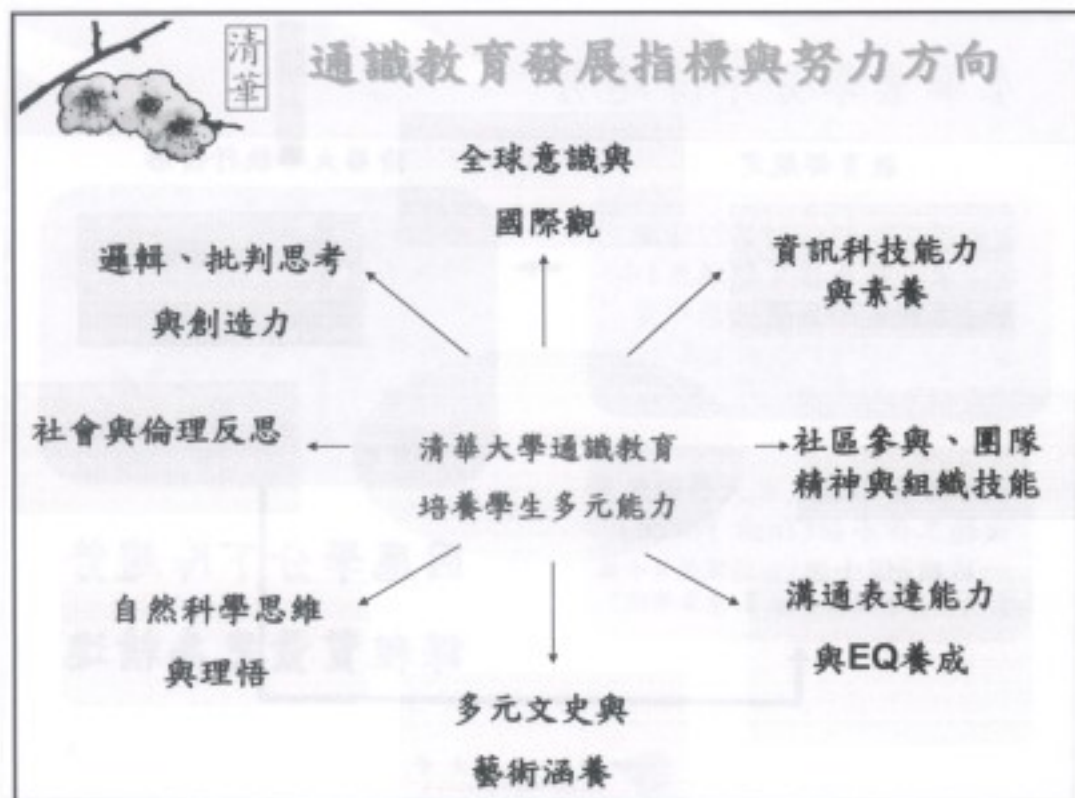 清華
通識教育發展指標與努力方向
全球意識與
國際觀
邏輯、批判思考
與創造力
資訊科技能力
與素養
社會與倫理反思
清華大學通識教育
培養學生多元能力
社區參與、團隊
精神與組織技能
自然科學思維
與理悟
溝通表達能力
與EQ養成
多元文史與
藝術涵養